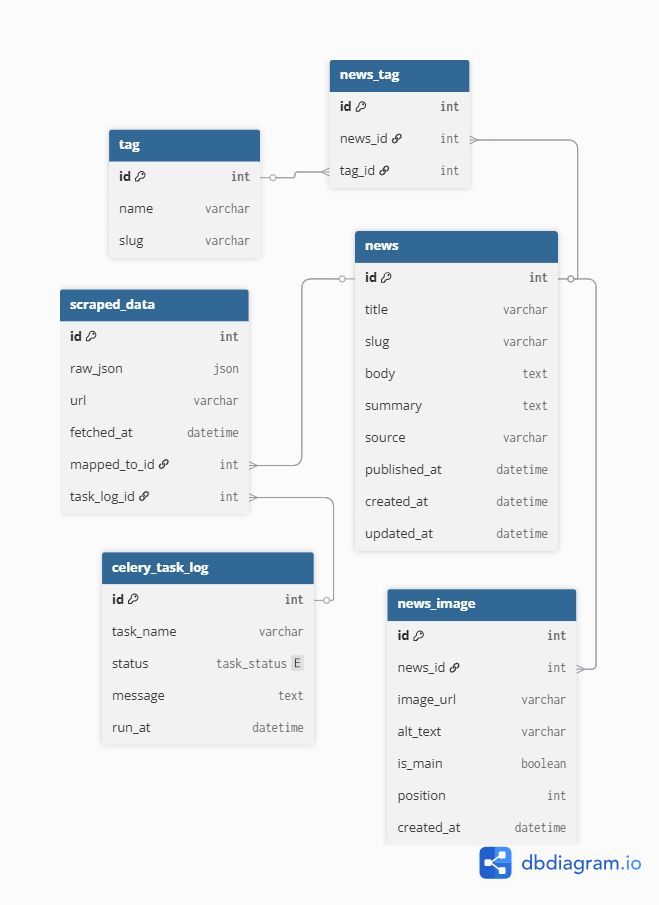 news_tag
id int
news_id int
tag_id int
tag
id int
name varchar
slug varchar
news
id int
title varchar
slug varchar
body text
summary text
source varchar
published_at datetime
created_at datetime
updated_at datetime
scraped_data
id int
raw_json json
url varchar
fetched_at datetime
mapped_to_id int
task_log_id int
celery_task_log
id int
task_name varchar
status task_status E
message text
run_at datetime
news_image
id int
news_id int
image_url varchar
alt_text varchar
is_main boolean
position int
created_at datetime
dbdiagram.io